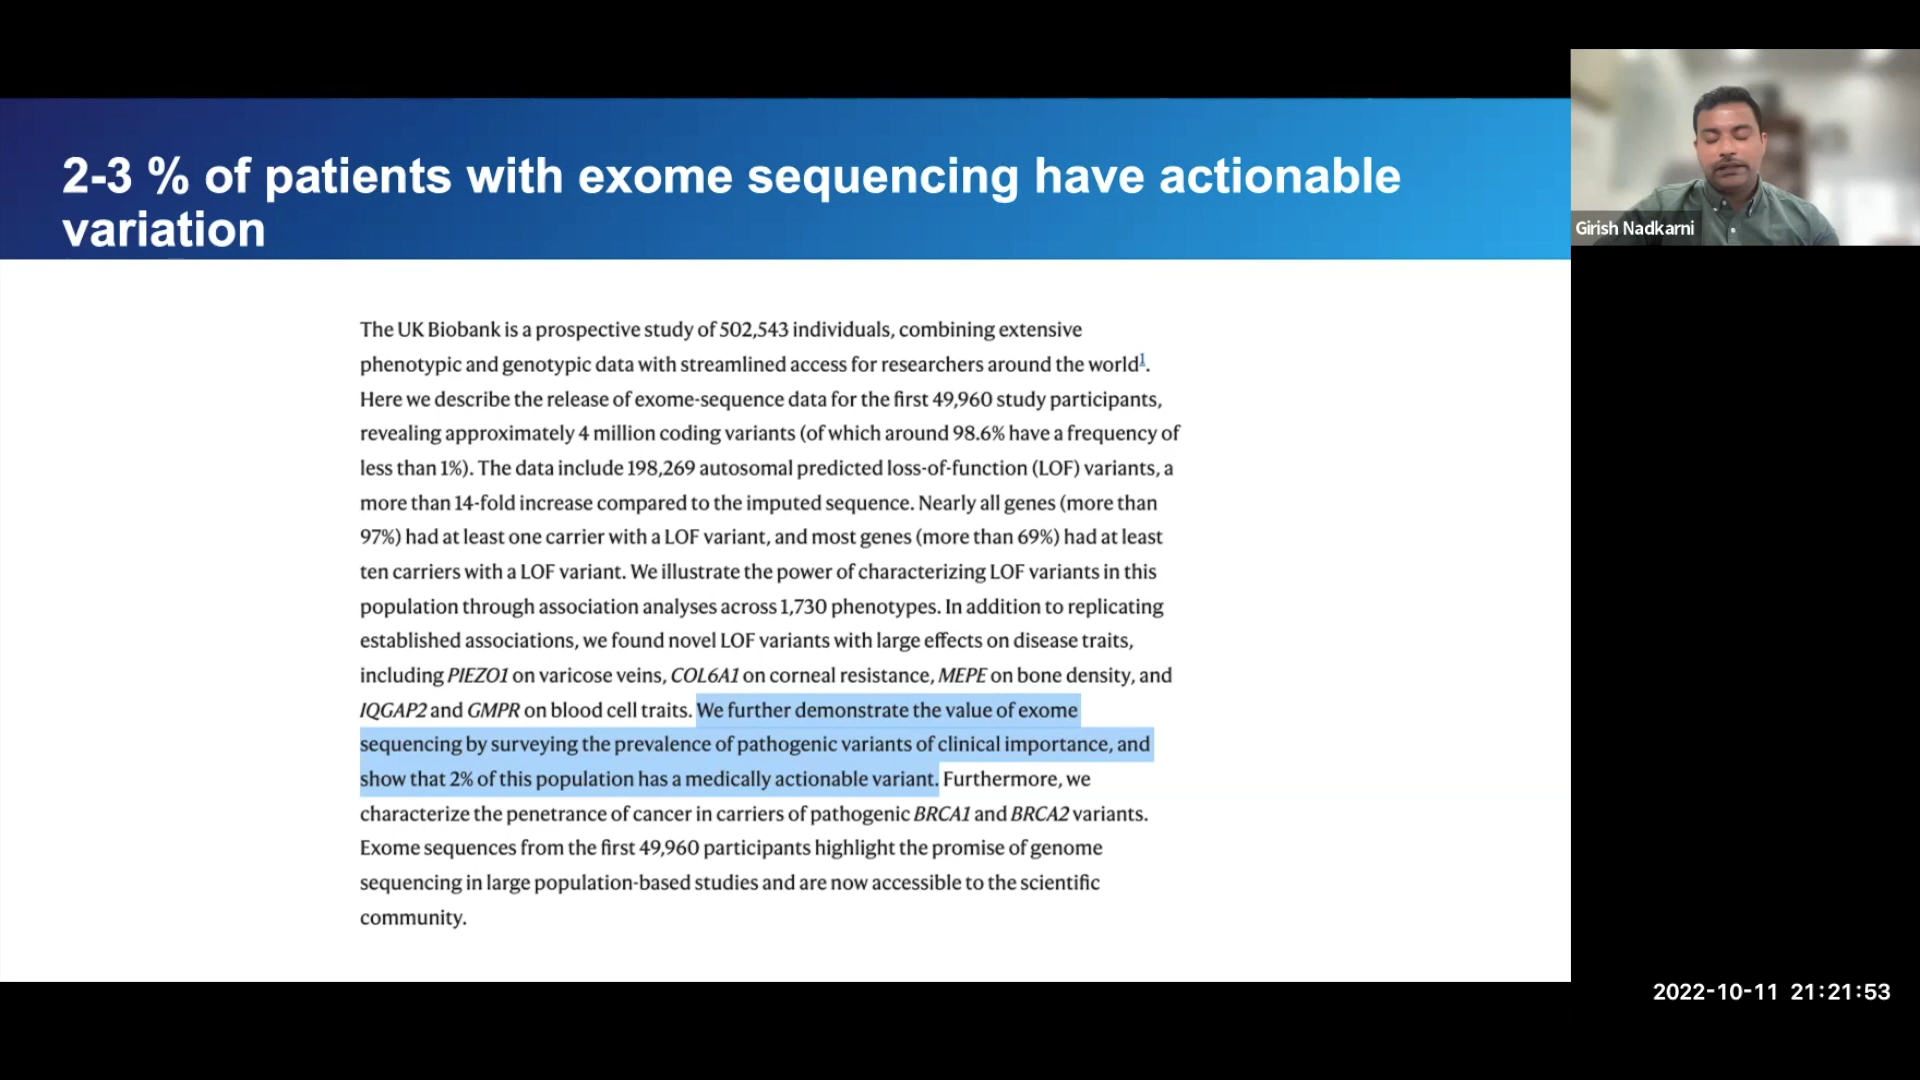 2-3 % of patients with exome sequencing have actionable
variation
Girish Nadkarni
The UK Biobank is a prospective study of 502,543 individuals, combining extensive
phenotypic and genotypic data with streamlined access for researchers around the world1.
Here we describe the release of exome-sequence data for the first 49,960 study participants,
revealing approximately 4 million coding variants (of which around 98.6% have a frequency of
less than 1%). The data include 198,269 autosomal predicted loss-of-function (LOF) variants, a
more than 14-fold increase compared to the imputed sequence. Nearly all genes (more than
97%) had at least one carrier with a LOF variant, and most genes (more than 69%) had at least
ten carriers with a LOF variant. We illustrate the power of characterizing LOF variants in this
population through association analyses across 1,730 phenotypes. In addition to replicating
established associations, we found novel LOF variants with large effects on disease traits,
including PIEZO1 on varicose veins, COL6A1 on corneal resistance, MEPE on bone density, and
IQGAP2 and GMPR on blood cell traits. We further demonstrate the value of exome
sequencing by surveying the prevalence of pathogenic variants of clinical importance, and
show that 2% of this population has a medically actionable variant. Furthermore, we
characterize the penetrance of cancer in carriers of pathogenic BRCA1 and BRCA2 variants.
Exome sequences from the first 49,960 participants highlight the promise of genome
sequencing in large population-based studies and are now accessible to the scientific
community.
2022-10-11 21:21:53